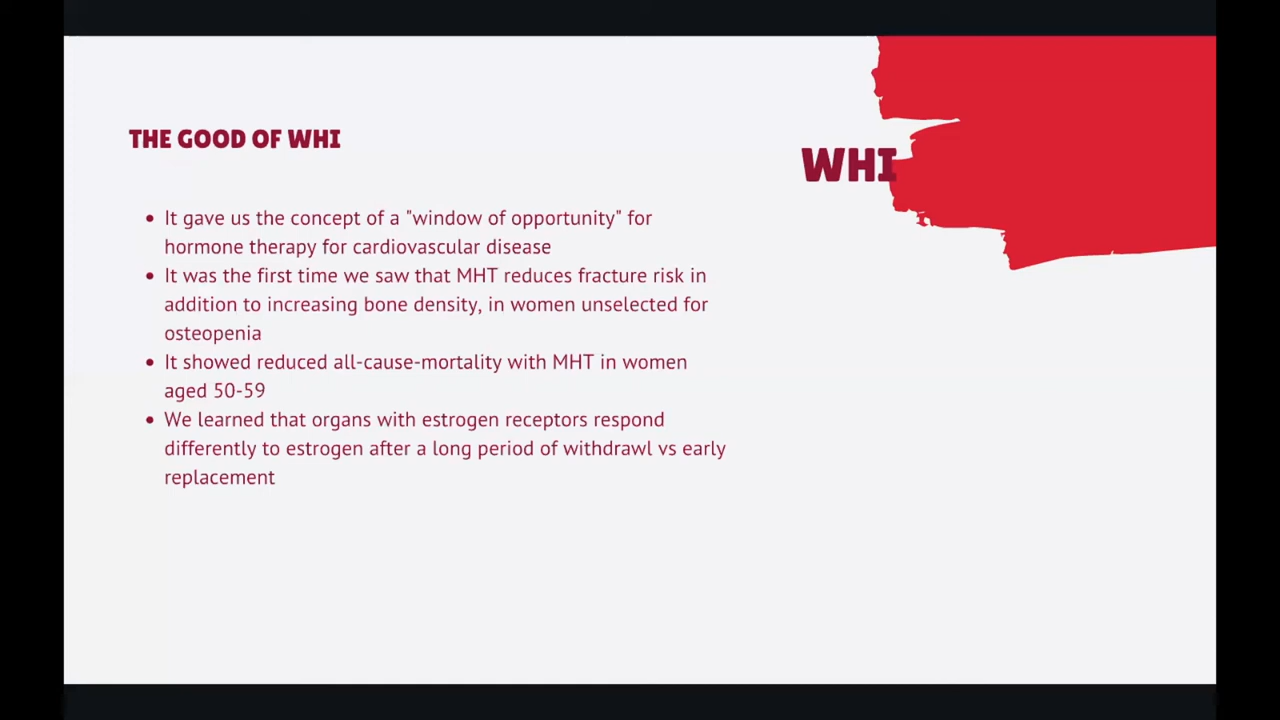 THE GOOD OF WHI
WHI
• It gave us the concept of a "window of opportunity" for
hormone therapy for cardiovascular disease
• It was the first time we saw that MHT reduces fracture risk in
addition to increasing bone density, in women unselected for
osteopenia
• It showed reduced all-cause-mortality with MHT in women
aged 50-59
• We learned that organs with estrogen receptors respond
differently to estrogen after a long period of withdrawl vs early
replacement